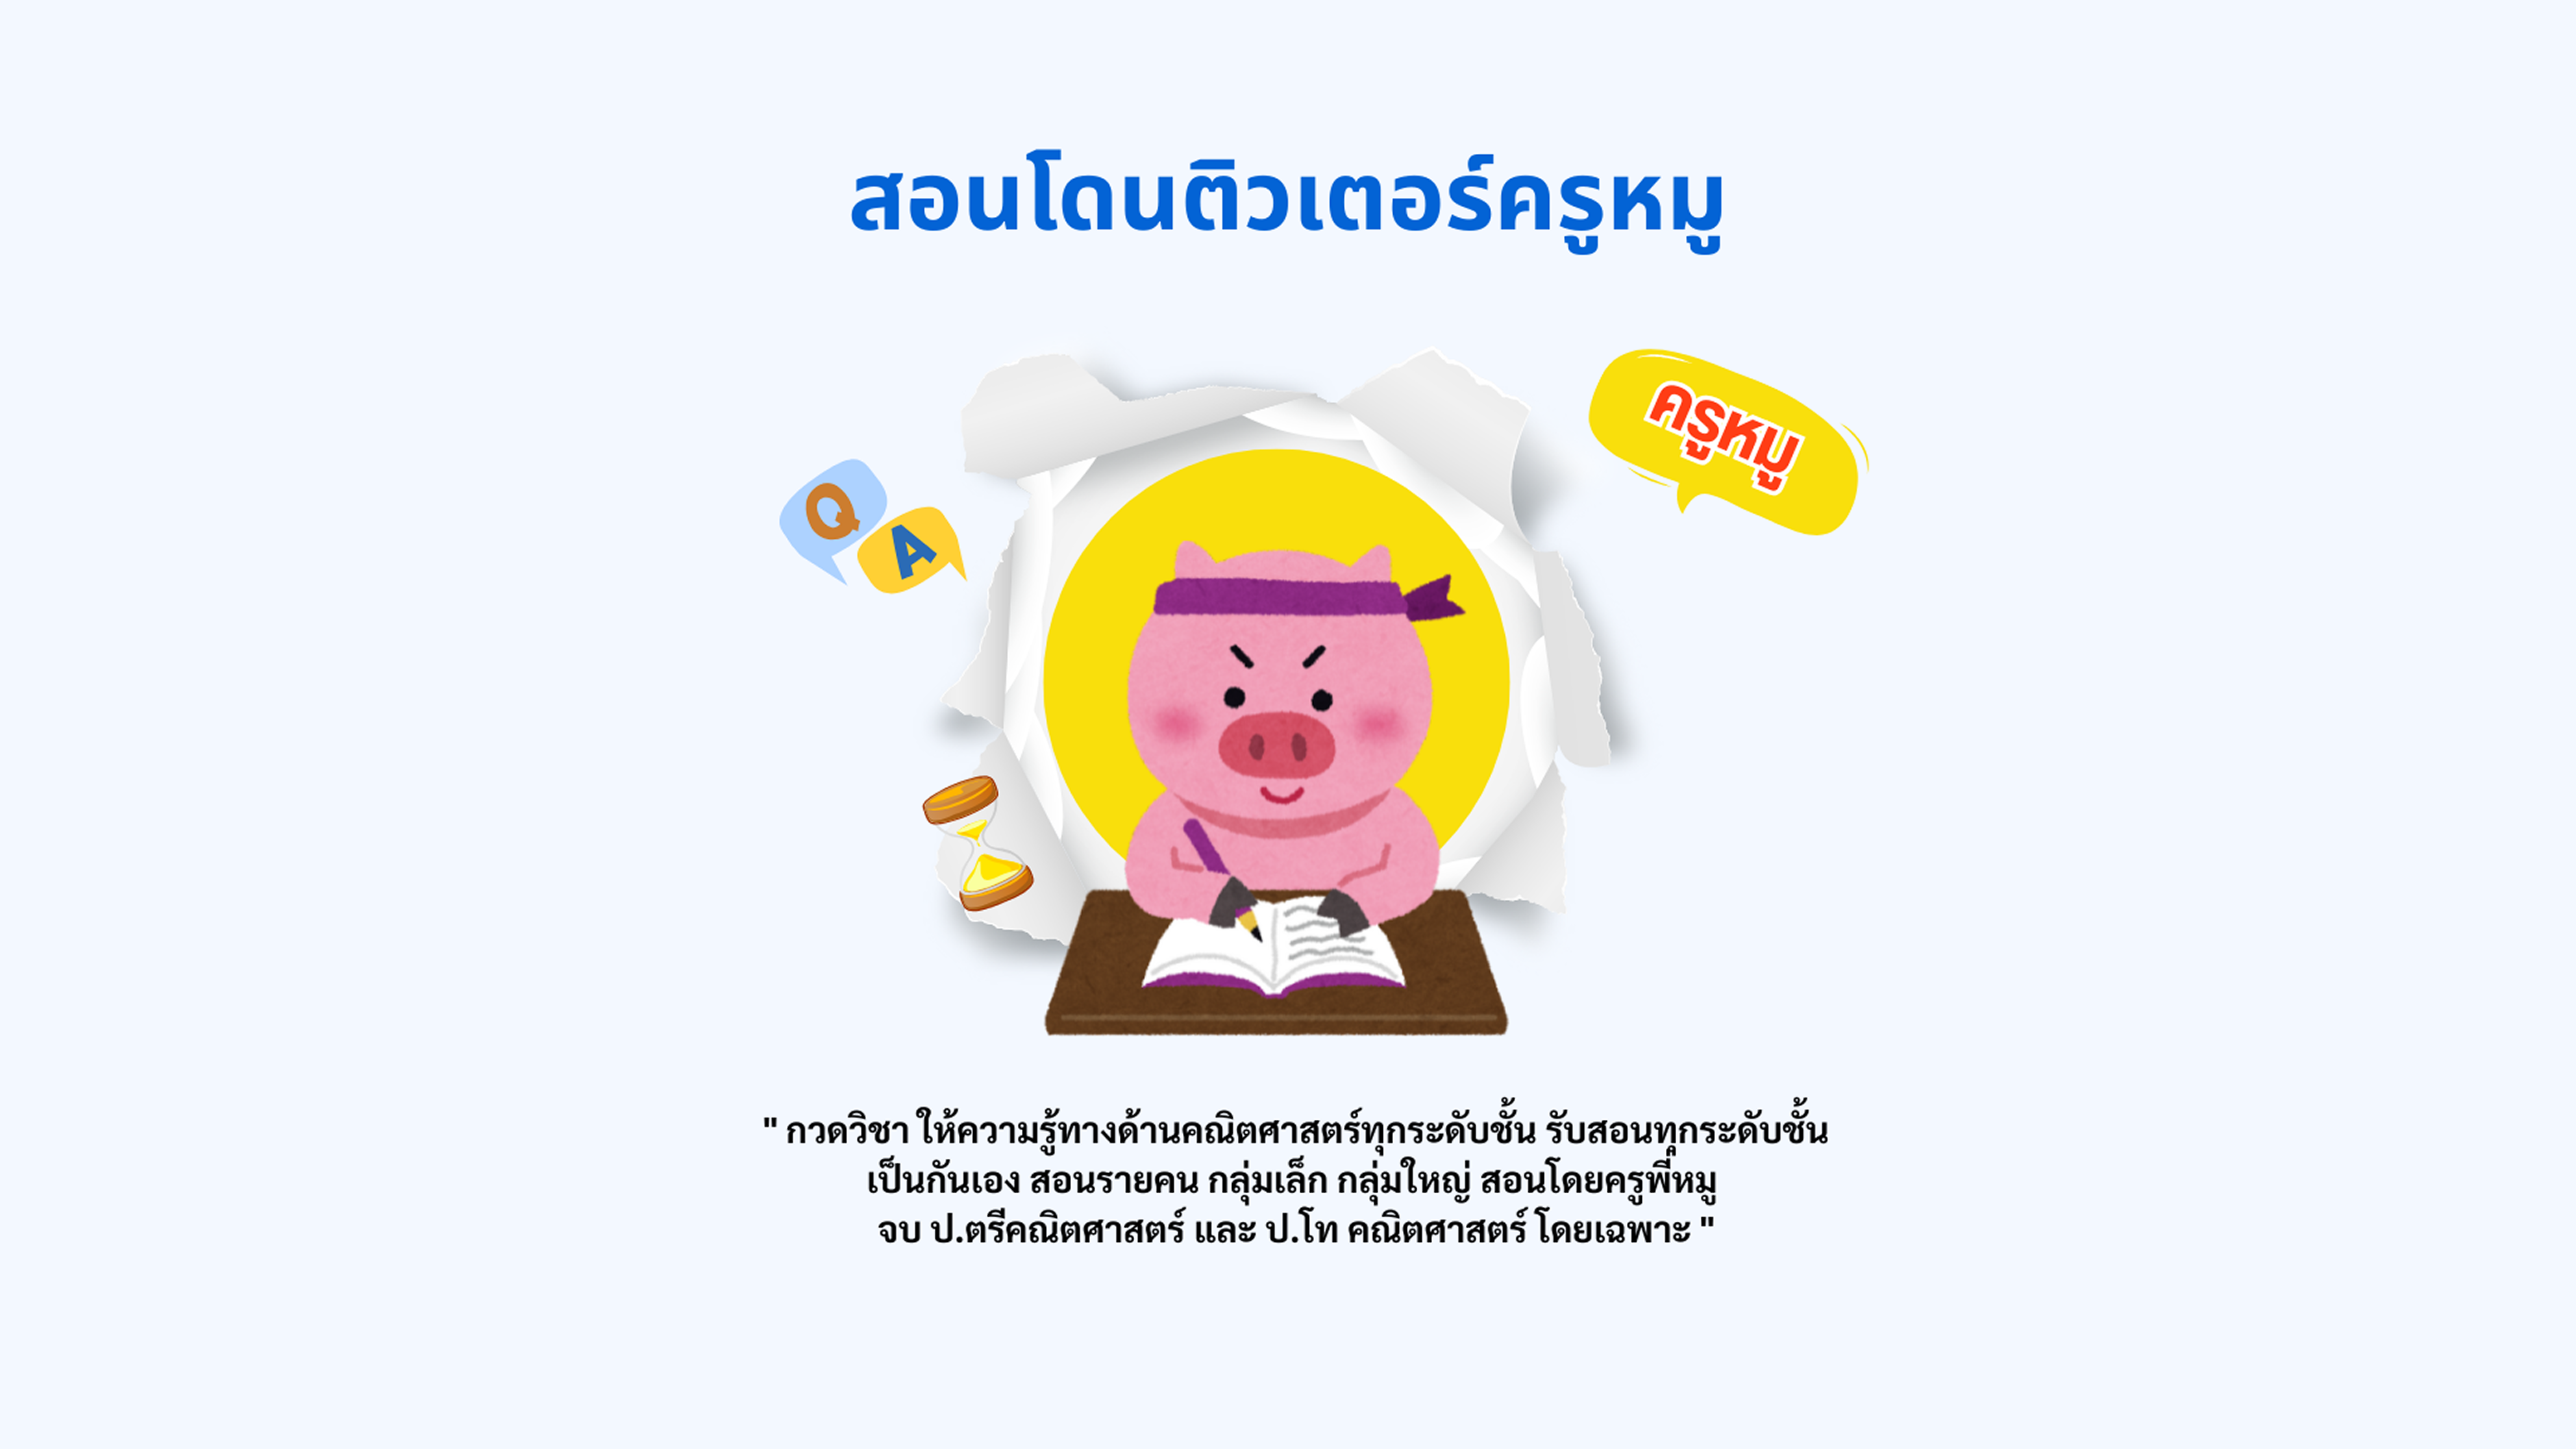 สอนโดนติวเตอร์ครูหมู
ครูหมู
Q
A
" กวดวิชา ให้ความรู้ทางด้านคณิตศาสตร์ทุกระดับชั้น รับสอนทุกระดับชั้น
เป็นกันเอง สอนรายคน กลุ่มเล็ก กลุ่มใหญ่ สอนโดยครูพี่หมู
จบ ป.ตรีคณิตศาสตร์ และ ป.โท คณิตศาสตร์ โดยเฉพาะ "